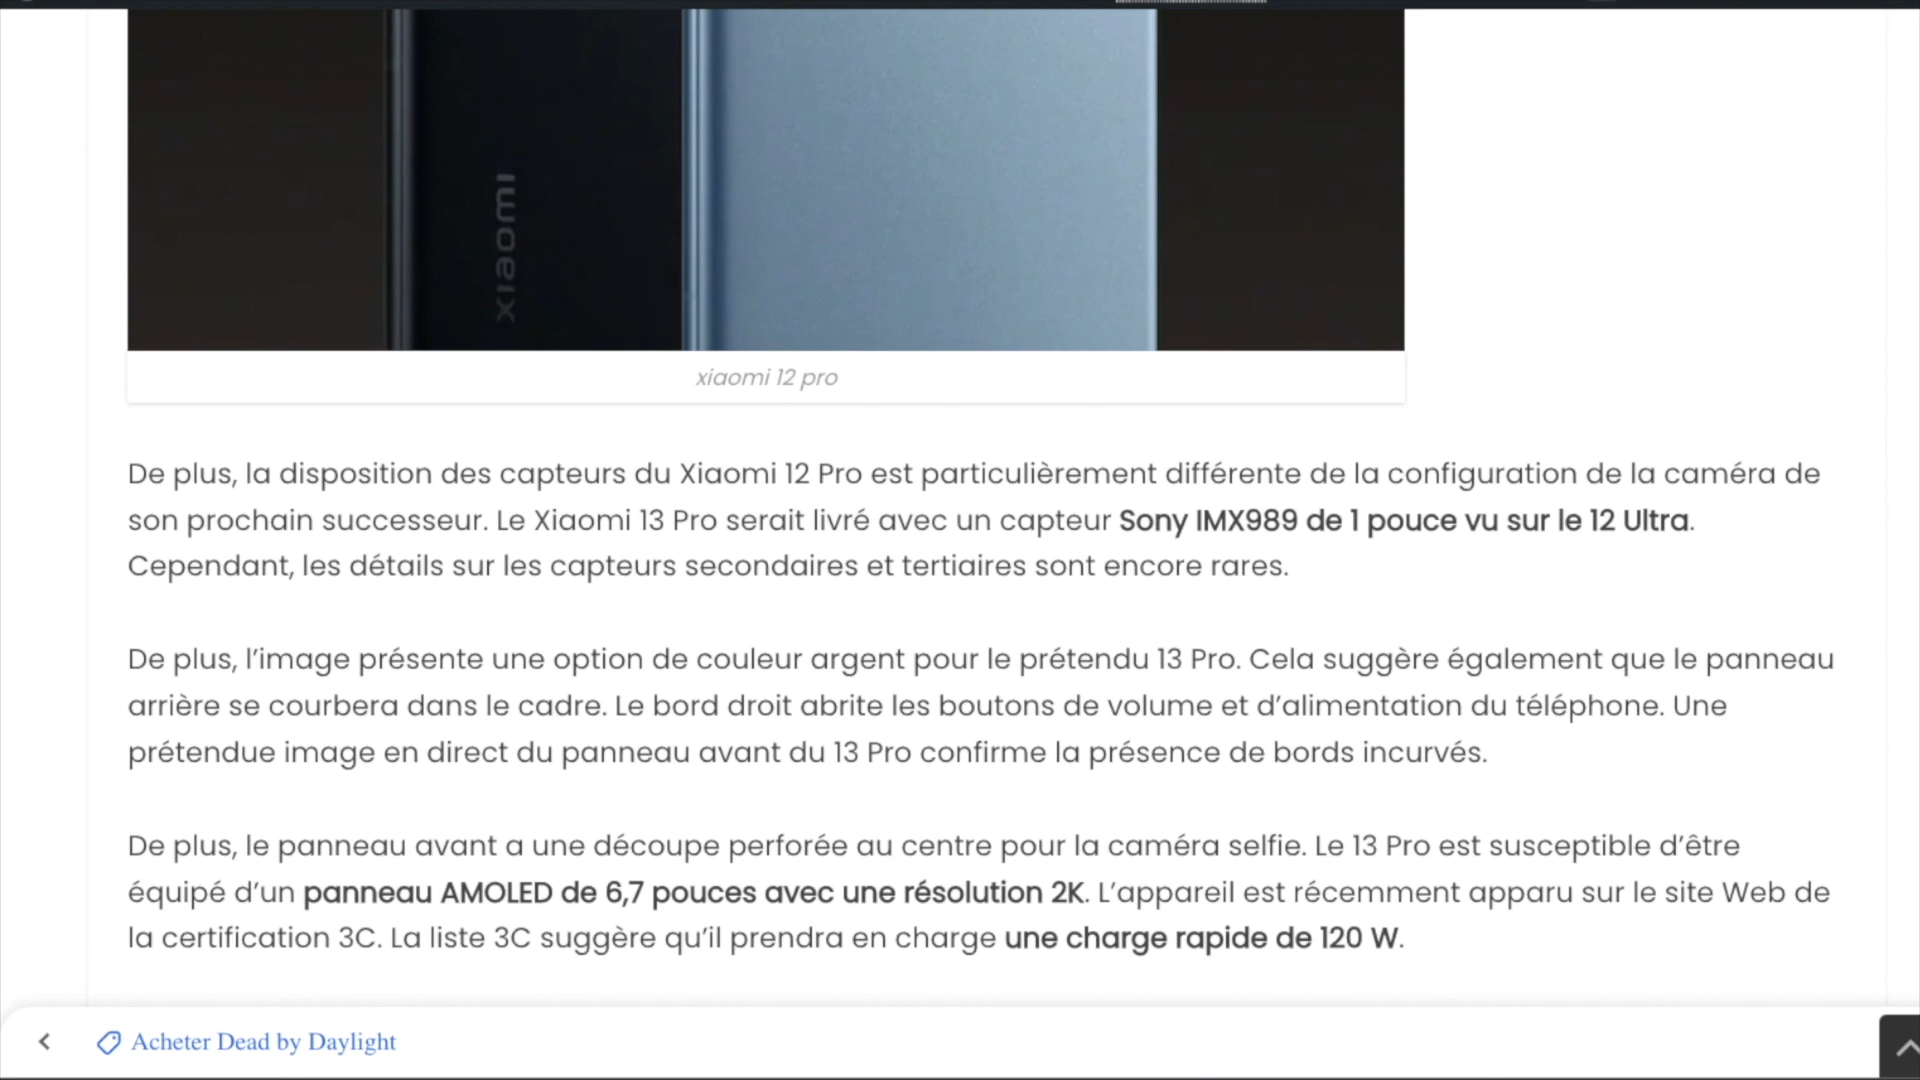 xiaomi
xiaomi 12 pro
De plus, la disposition des capteurs du Xiaomi 12 Pro est particulièrement différente de la configuration de la caméra de
son prochain successeur. Le Xiaomi 13 Pro serait livré avec un capteur Sony IMX989 de 1 pouce vu sur le 12 Ultra.
Cependant, les détails sur les capteurs secondaires et tertiaires sont encore rares.
De plus, l’image présente une option de couleur argent pour le prétendu 13 Pro. Cela suggère également que le panneau
arrière se courbera dans le cadre. Le bord droit abrite les boutons de volume et d’alimentation du téléphone. Une
prétendue image en direct du panneau avant du 13 Pro confirme la présence de bords incurvés.
De plus, le panneau avant a une découpe perforée au centre pour la caméra selfie. Le 13 Pro est susceptible d’être
équipé d’un panneau AMOLED de 6,7 pouces avec une résolution 2K. L’appareil est récemment apparu sur le site Web de
la certification 3C. La liste 3C suggère qu’il prendra en charge une charge rapide de 120 W.
Acheter Dead by Daylight